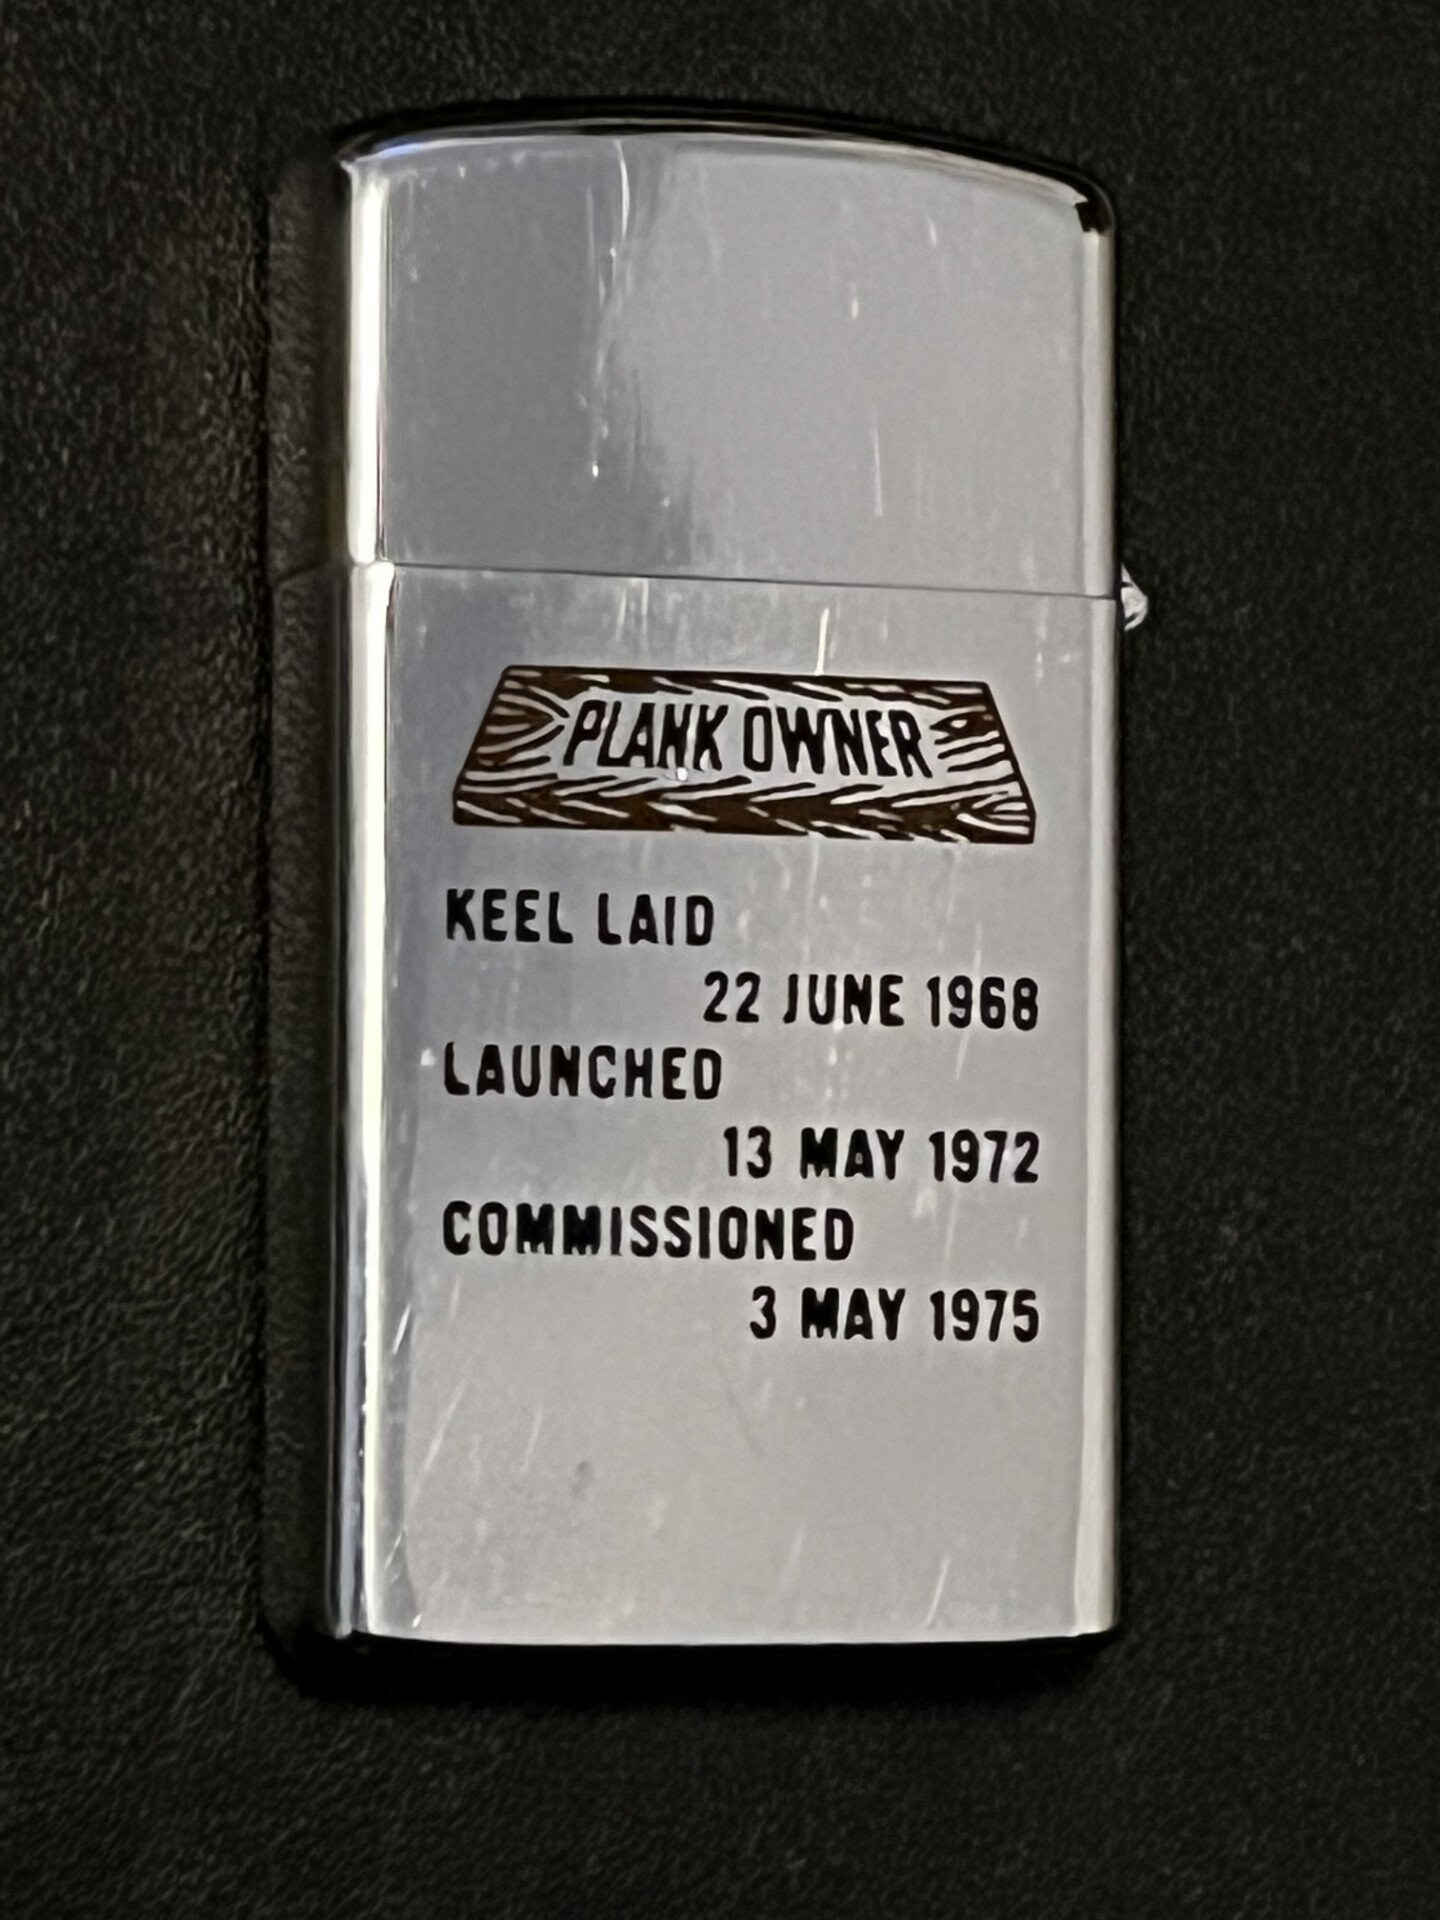 PLANK OWNER
KEEL LAID
22 JUNE 1968
LAUNCHED
13 MAY 1972
COMMISSIONED
3 MAY 1975